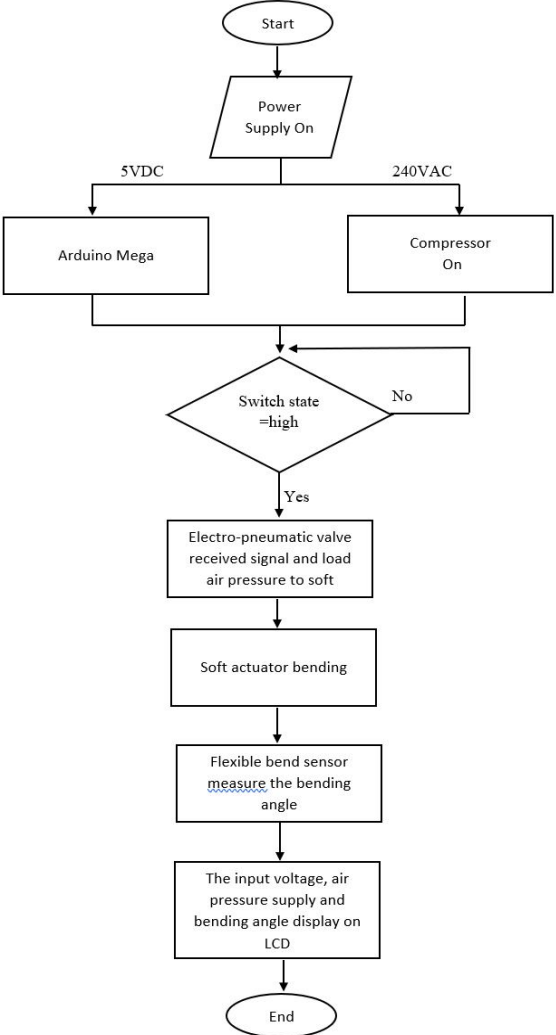 Start
Power
Supply On
5VDC
240VAC
Arduino Mega
Compressor
On
Switch state
=high
No
Yes
Electro-pneumatic valve
received signal and load
air pressure to soft
Soft actuator bending
Flexible bend sensor
measure the bending
angle
The input voltage, air
pressure supply and
bending angle display on
LCD
End